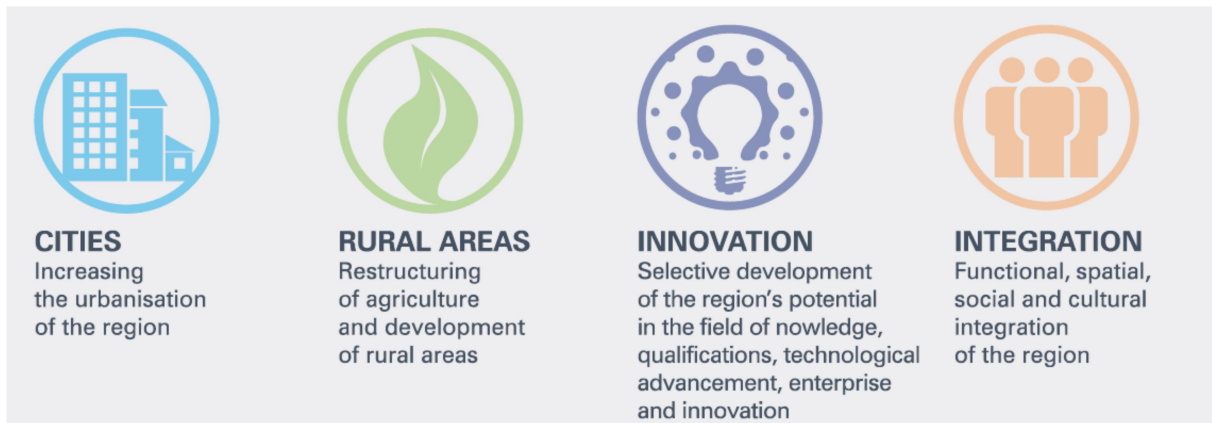 CITIES
Increasing
the urbanisation
of the region
RURAL AREAS
Restructuring
of agriculture
and development
of rural areas
INNOVATION
Selective development
of the region's potential
in the field of nowledge,
qualifications, technological
advancement, enterprise
and innovation
INTEGRATION
Functional, spatial,
social and cultural
integration
of the region